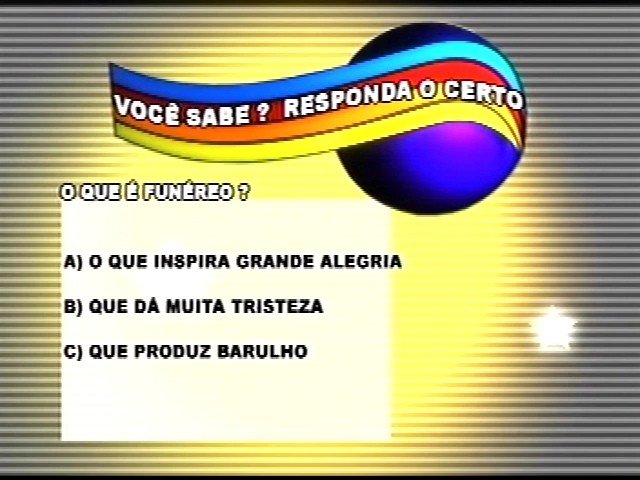 VOCÊ SABE ? RESPONDA O CERTO
O QUE É FUNÉREO ?
A) O QUE INSPIRA GRANDE ALEGRIA
B) QUE DÁ MUITA TRISTEZA
C) QUE PRODUZ BARULHO